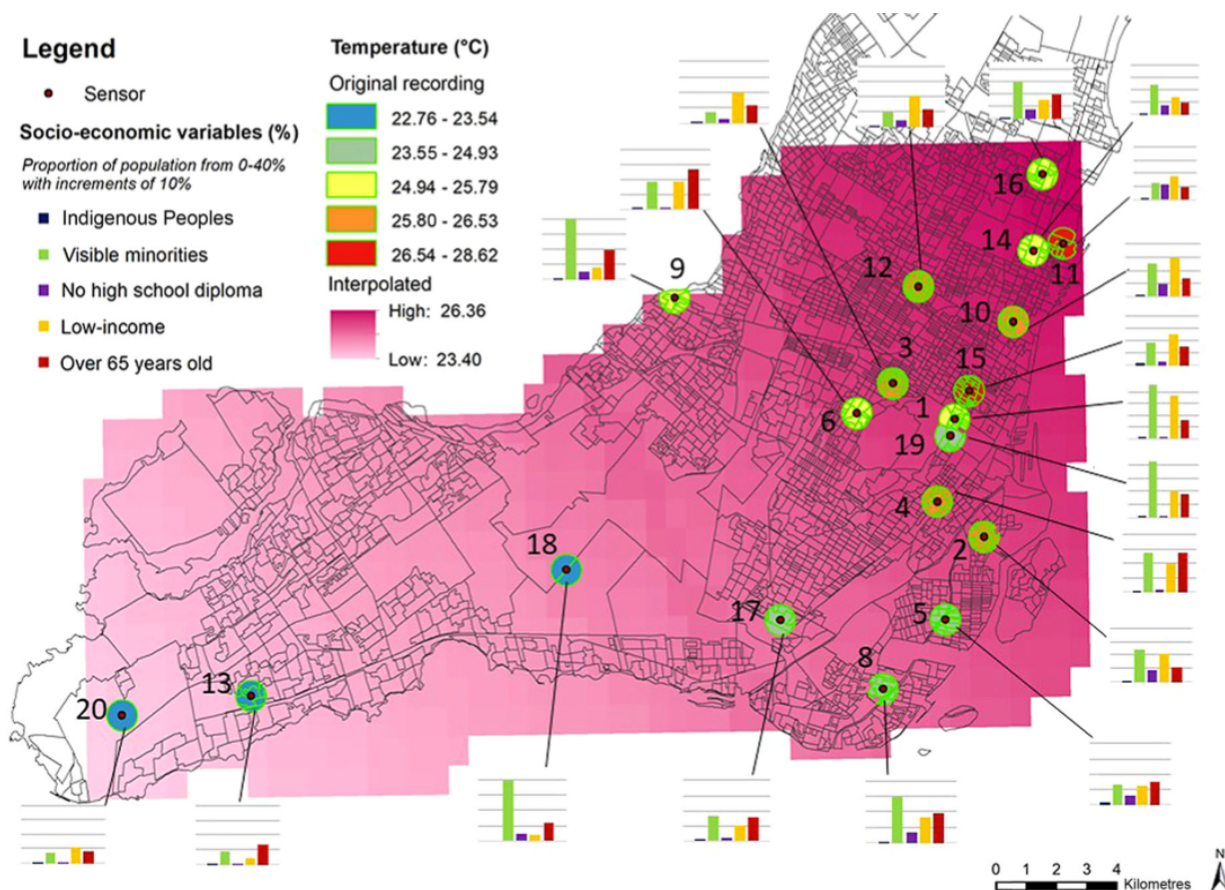 Legend
Sensor
Socio-economic variables (%)
Proportion of population from 0-40%
with increments of 10%
Indigenous Peoples
Visible minorities
No high school diploma
Low-income
Over 65 years old
Temperature (°C)
Original recording
22.76 - 23.54
23.55 - 24.93
24.94 - 25.79
25.80 - 26.53
26.54 - 28.62
Interpolated
High: 26.36
Low: 23.40
16
14
11
12
9
10
3
15
6
1
19
4
2
18
17
5
8
13
20
N
0 1 2 3 4
Kilometres